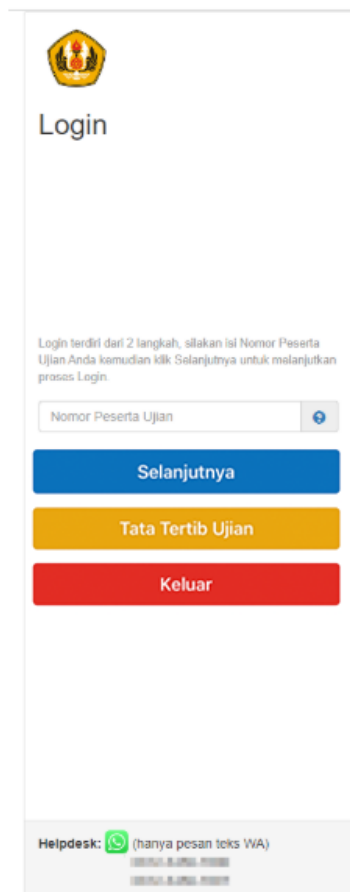 Login
Login terdiri dari 2 langkah, silakan isi Nomor Peserta
Ujian Anda kemudian klik Selanjutnya untuk melanjutkan
proses Login.
Nomor Peserta Ujian
Selanjutnya
Tata Tertib Ujian
Keluar
Helpdesk: (hanya pesan teks WA)